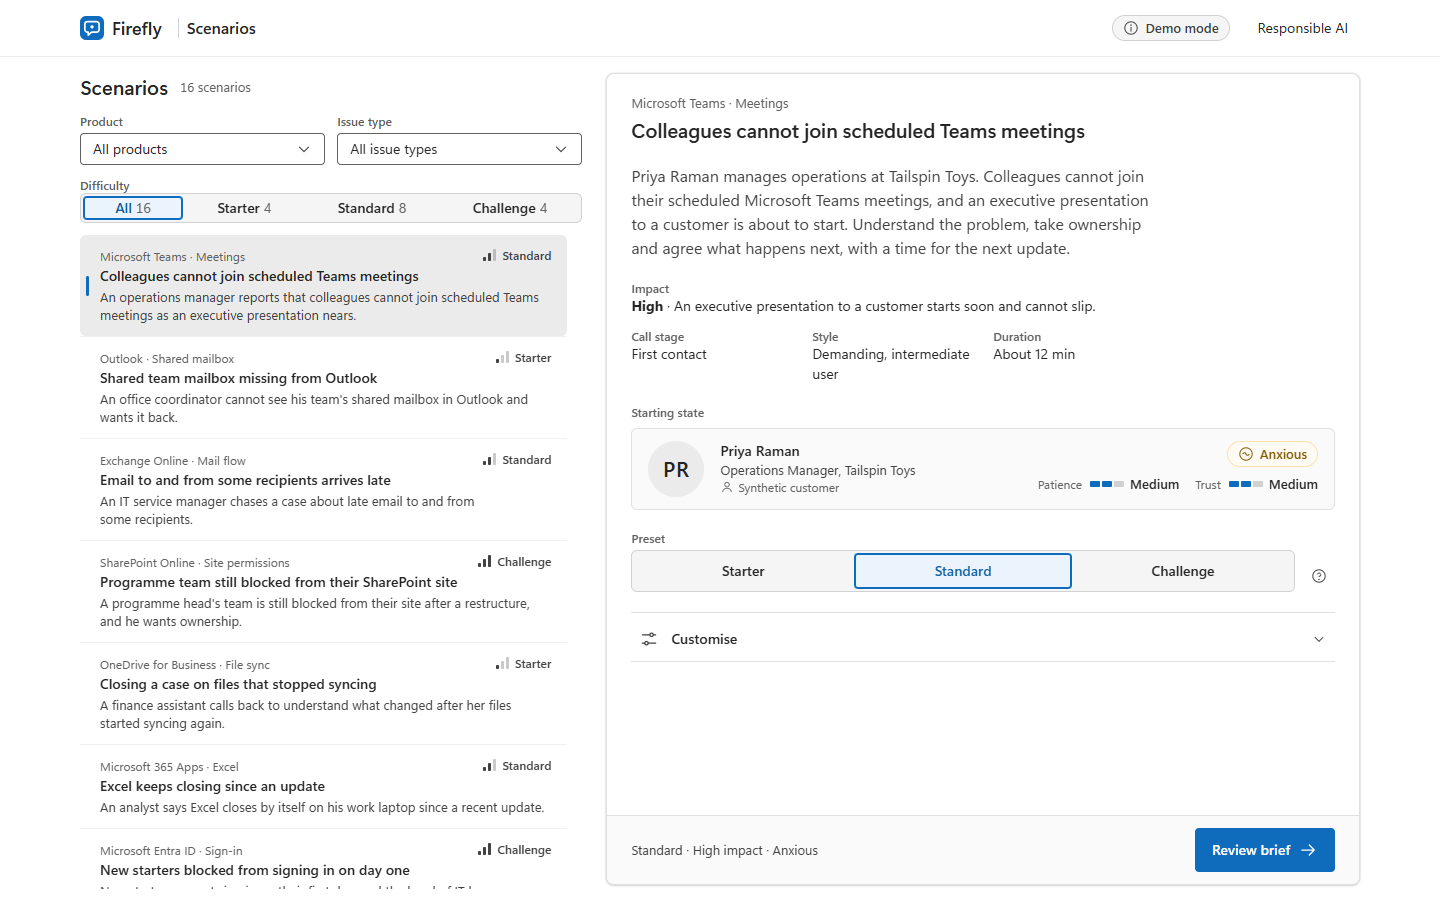 Firefly
Scenarios
Demo mode
Responsible AI
Scenarios
16 scenarios
Product
Issue type
All products
All issue types
Difficulty
All 16
Starter 4
Standard 8
Challenge 4
Microsoft Teams · Meetings
Standard
Colleagues cannot join scheduled Teams meetings
An operations manager reports that colleagues cannot join scheduled Teams
meetings as an executive presentation nears.
Outlook · Shared mailbox
Starter
Shared team mailbox missing from Outlook
An office coordinator cannot see his team's shared mailbox in Outlook and
wants it back.
Exchange Online · Mail flow
Standard
Email to and from some recipients arrives late
An IT service manager chases a case about late email to and from
some recipients.
SharePoint Online · Site permissions
Challenge
Programme team still blocked from their SharePoint site
A programme head's team is still blocked from their site after a restructure,
and he wants ownership.
OneDrive for Business · File sync
Starter
Closing a case on files that stopped syncing
A finance assistant calls back to understand what changed after her files
started syncing again.
Microsoft 365 Apps · Excel
Standard
Excel keeps closing since an update
An analyst says Excel closes by itself on his work laptop since a recent update.
Microsoft Entra ID · Sign-in
Challenge
New starters blocked from signing in on day one
Microsoft Teams · Meetings
Colleagues cannot join scheduled Teams meetings
Priya Raman manages operations at Tailspin Toys. Colleagues cannot join
their scheduled Microsoft Teams meetings, and an executive presentation
to a customer is about to start. Understand the problem, take ownership
and agree what happens next, with a time for the next update.
Impact
High · An executive presentation to a customer starts soon and cannot slip.
Call stage
First contact
Style
Demanding, intermediate
user
Duration
About 12 min
Starting state
PR
Priya Raman
Operations Manager, Tailspin Toys
Synthetic customer
Anxious
Patience
Medium
Trust
Medium
Preset
Starter
Standard
Challenge
Customise
Standard · High impact · Anxious
Review brief